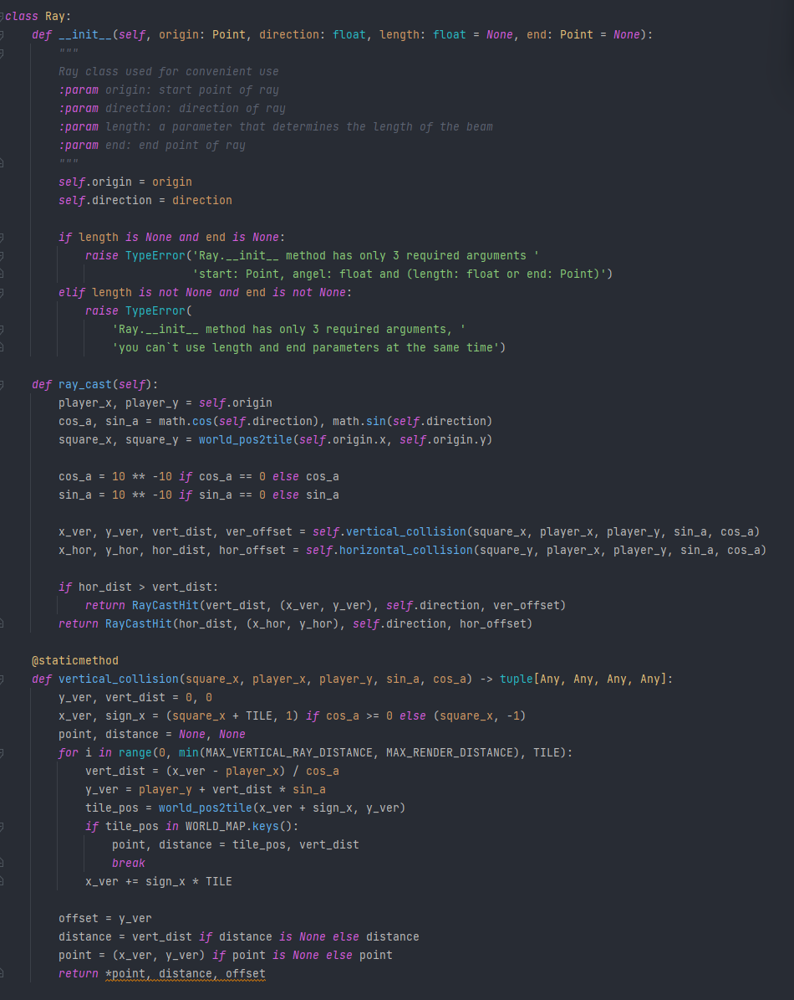 class Ray:
    def __init__(self, origin: Point, direction: float, length: float = None, end: Point = None):
        """
        Ray class used for convenient use
        :param origin: start point of ray
        :param direction: direction of ray
        :param length: a parameter that determines the length of the beam
        :param end: end point of ray
        """
        self.origin = origin
        self.direction = direction

        if length is None and end is None:
            raise TypeError('Ray.__init__ method has only 3 required arguments '
                            'start: Point, angel: float and (length: float or end: Point)')
        elif length is not None and end is not None:
            raise TypeError(
                'Ray.__init__ method has only 3 required arguments, '
                'you can`t use length and end parameters at the same time')

    def ray_cast(self):
        player_x, player_y = self.origin
        cos_a, sin_a = math.cos(self.direction), math.sin(self.direction)
        square_x, square_y = world_pos2tile(self.origin.x, self.origin.y)

        cos_a = 10 ** -10 if cos_a == 0 else cos_a
        sin_a = 10 ** -10 if sin_a == 0 else sin_a

        x_ver, y_ver, vert_dist, ver_offset = self.vertical_collision(square_x, player_x, player_y, sin_a, cos_a)
        x_hor, y_hor, hor_dist, hor_offset = self.horizontal_collision(square_y, player_x, player_y, sin_a, cos_a)

        if hor_dist > vert_dist:
            return RayCastHit(vert_dist, (x_ver, y_ver), self.direction, ver_offset)
        return RayCastHit(hor_dist, (x_hor, y_hor), self.direction, hor_offset)

    @staticmethod
    def vertical_collision(square_x, player_x, player_y, sin_a, cos_a) -> tuple[Any, Any, Any, Any]:
        y_ver, vert_dist = 0, 0
        x_ver, sign_x = (square_x + TILE, 1) if cos_a >= 0 else (square_x, -1)
        point, distance = None, None
        for i in range(0, min(MAX_VERTICAL_RAY_DISTANCE, MAX_RENDER_DISTANCE), TILE):
            vert_dist = (x_ver - player_x) / cos_a
            y_ver = player_y + vert_dist * sin_a
            tile_pos = world_pos2tile(x_ver + sign_x, y_ver)
            if tile_pos in WORLD_MAP.keys():
                point, distance = tile_pos, vert_dist
                break
            x_ver += sign_x * TILE

        offset = y_ver
        distance = vert_dist if distance is None else distance
        point = (x_ver, y_ver) if point is None else point
        return *point, distance, offset